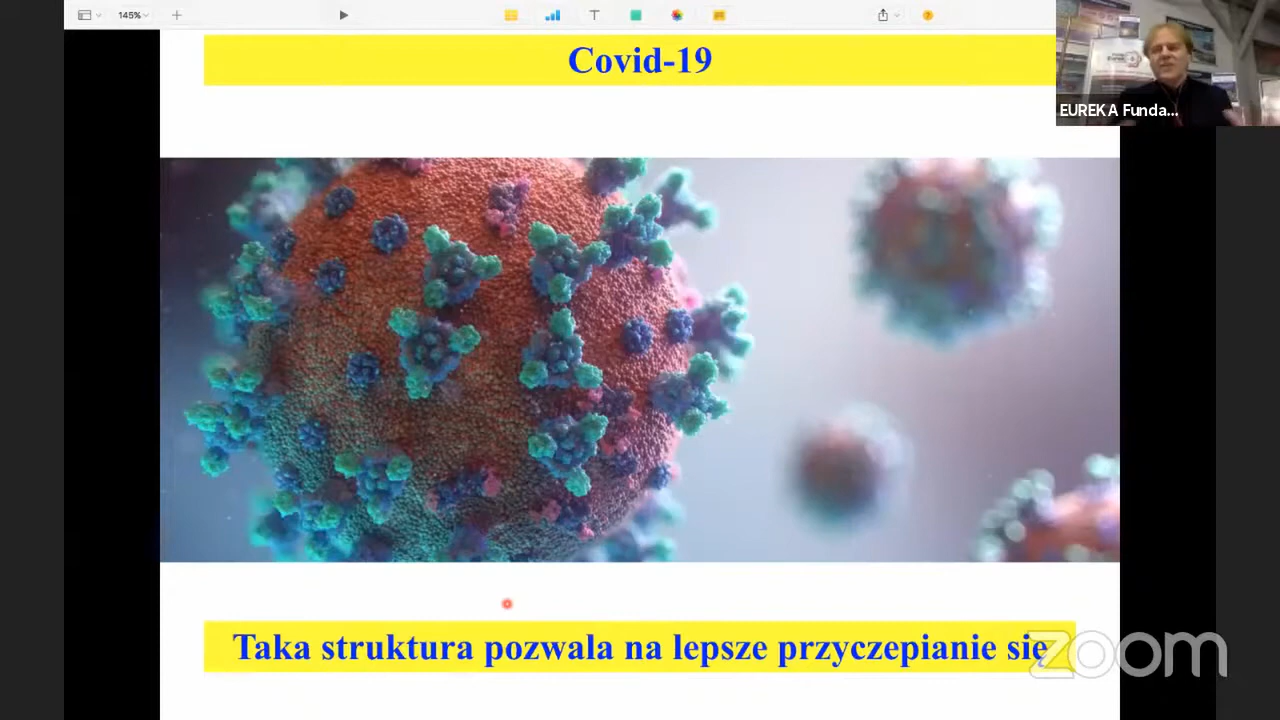 145%
Covid-19
EUREKA Funda...
Taka struktura pozwala na lepsze przyczepianie się
zoom